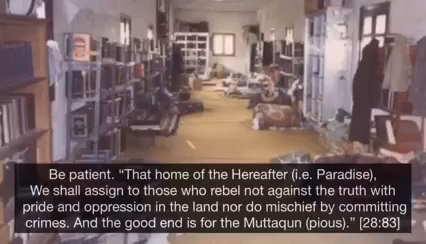 Be patient. “That home of the Hereafter (i.e. Paradise),
We shall assign to those who rebel not against the truth with
pride and oppression in the land nor do mischief by committing
crimes. And the good end is for the Muttaqun (pious).” [28:83]